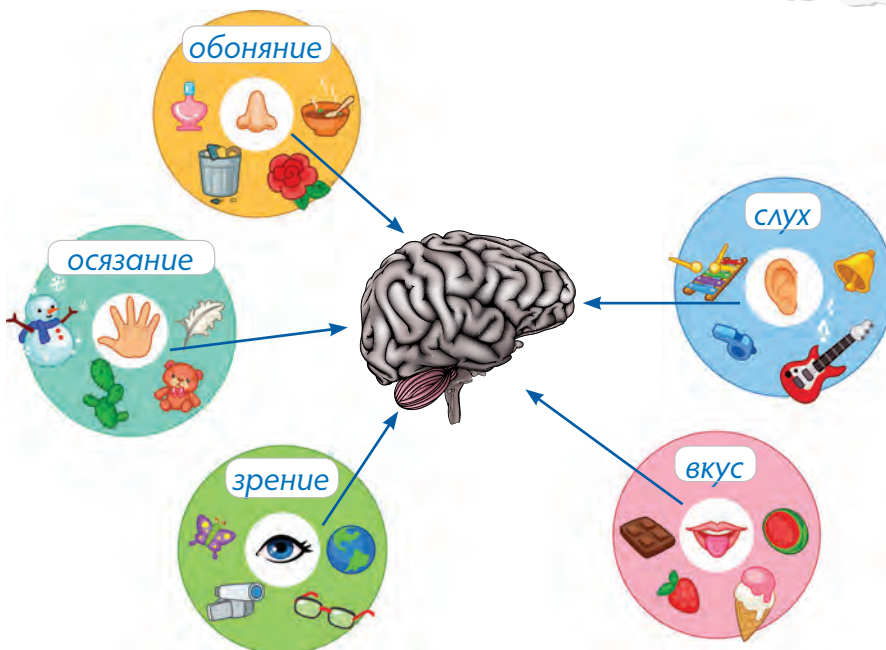 обоняние
слух
осязание
зрение
вкус